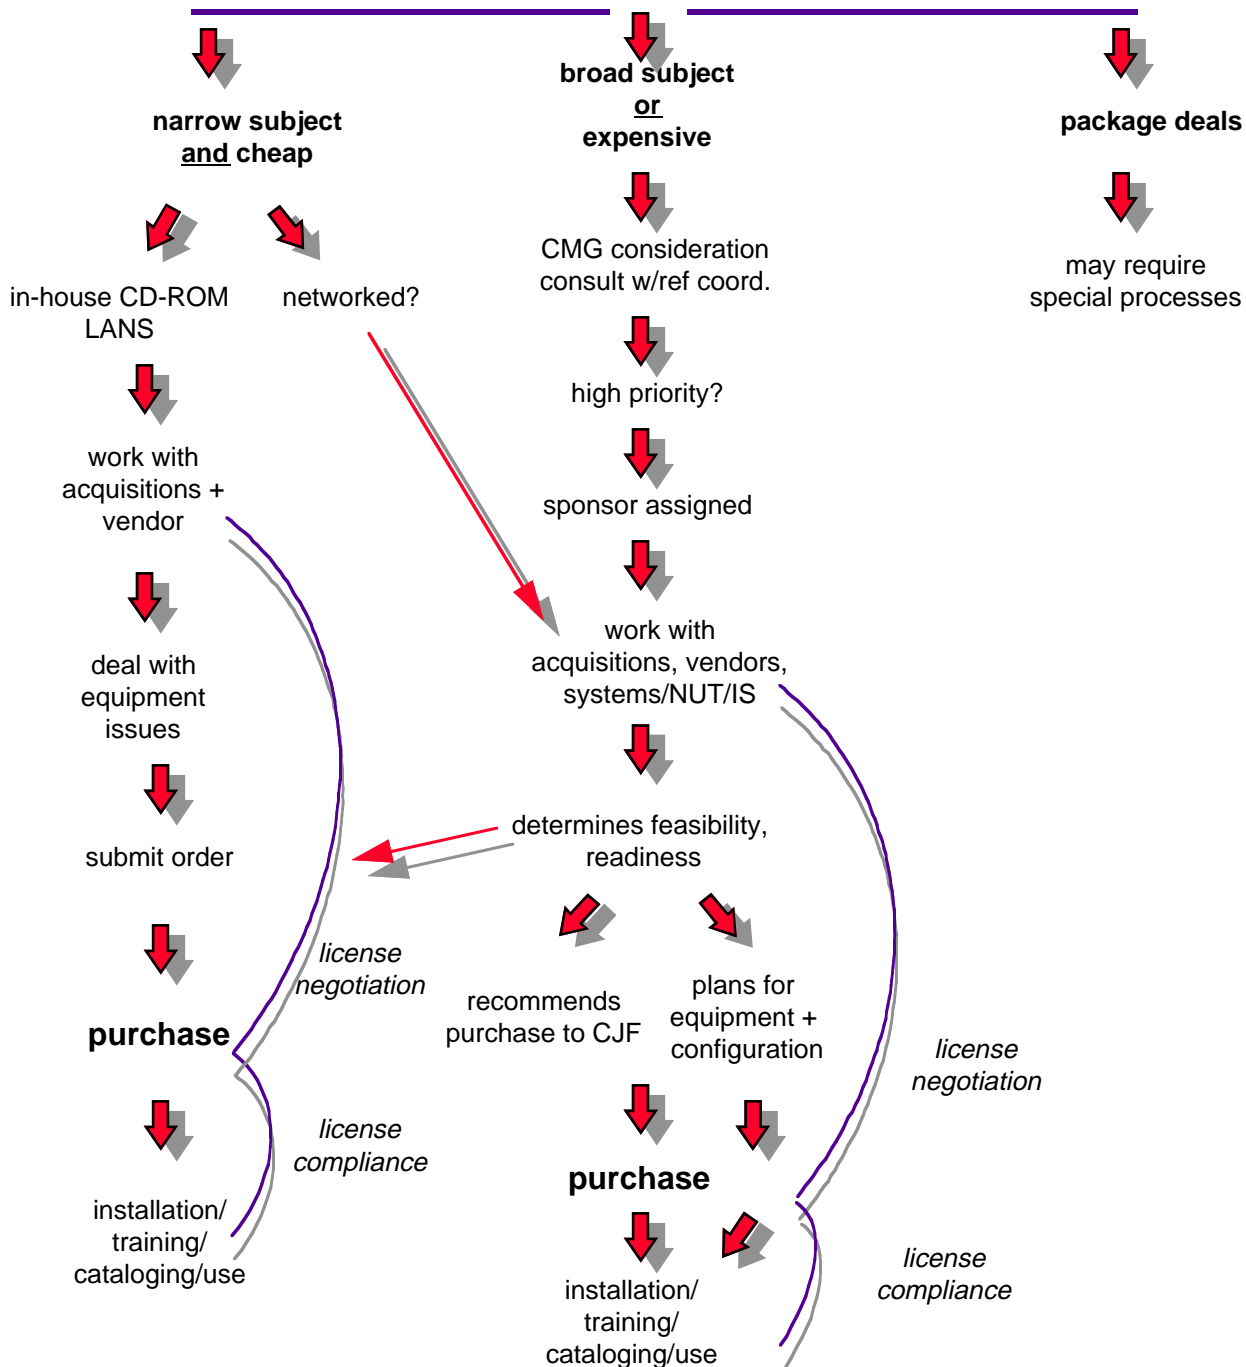 narrow subject
and cheap
in-house CD-ROM
LANS
networked?
work with
acquisitions +
vendor
deal with
equipment
issues
submit order
purchase
license
negotiation
license
compliance
installation/
training/
cataloging/use
broad subject
or
expensive
CMG consideration
consult w/ref coord.
high priority?
sponsor assigned
work with
acquisitions, vendors,
systems/NUT/IS
determines feasibility,
readiness
recommends
purchase to CJF
plans for
equipment +
configuration
purchase
license
negotiation
license
compliance
installation/
training/
cataloging/use
package deals
may require
special processes